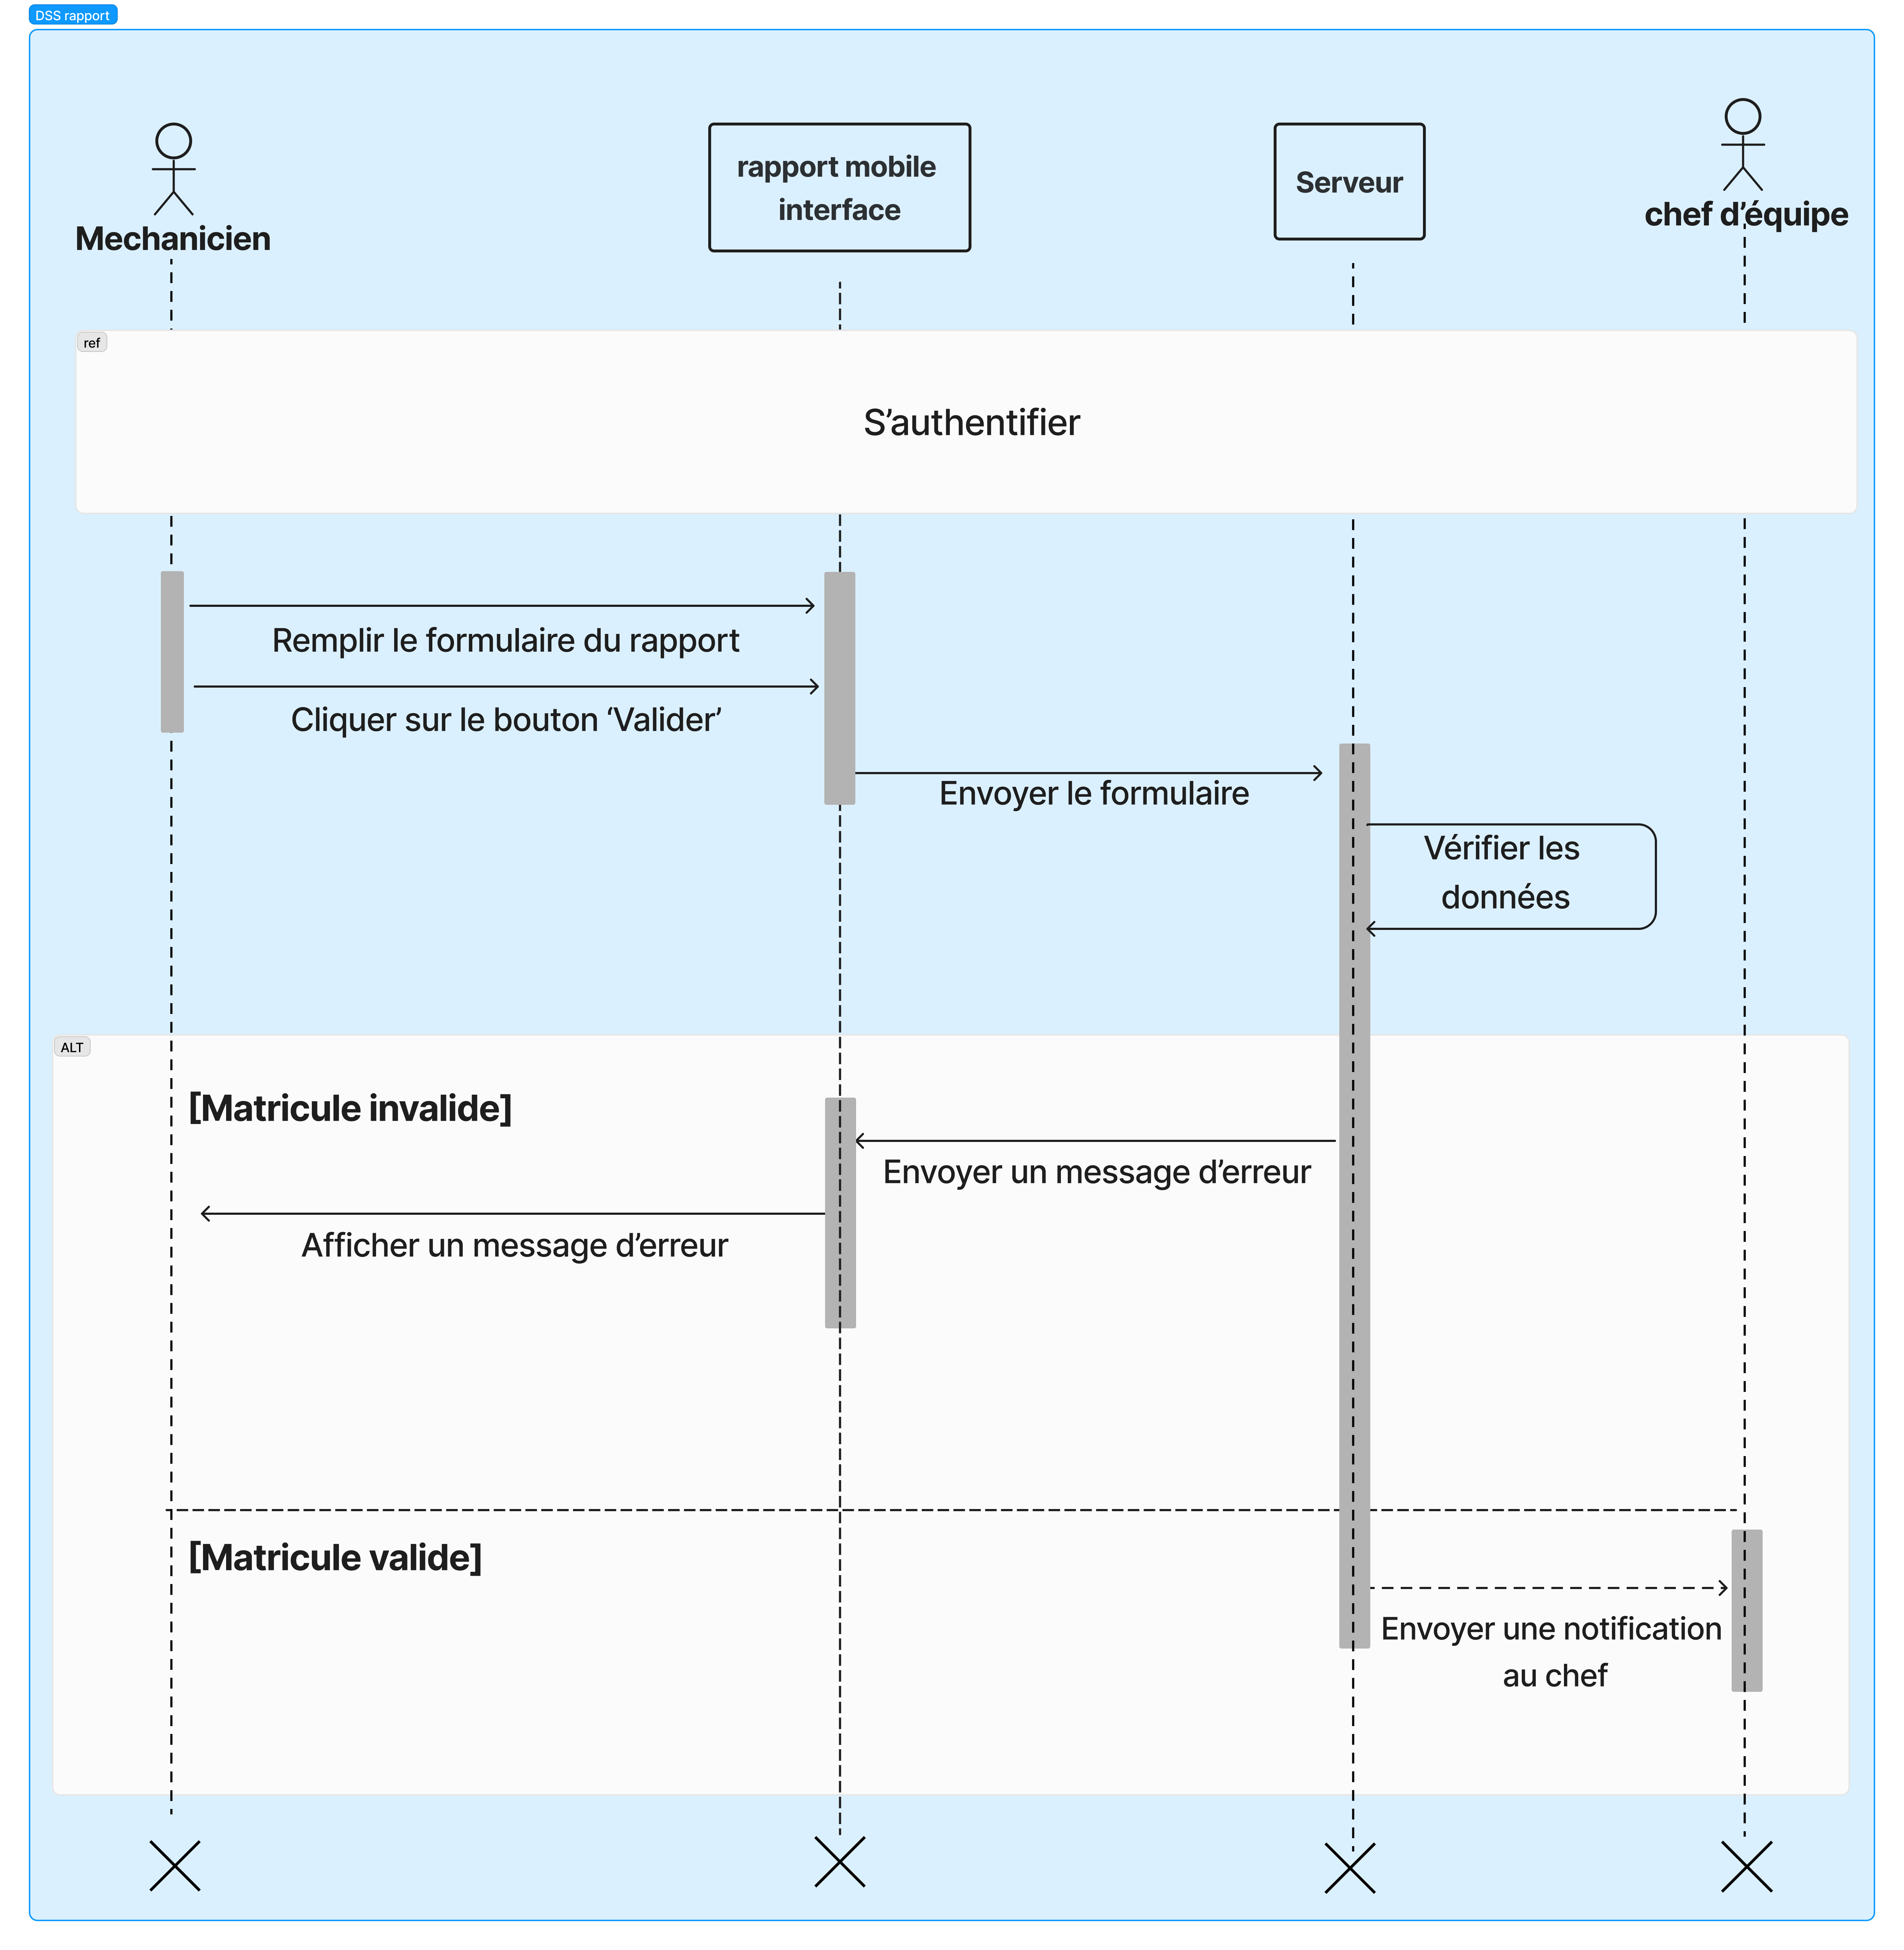 DSS rapport
Mechanicien
rapport mobile
interface
Serveur
chef d’équipe
ref
S’authentifier
Remplir le formulaire du rapport
Cliquer sur le bouton ‘Valider’
Envoyer le formulaire
Vérifier les
données
ALT
[Matricule invalide]
Envoyer un message d’erreur
Afficher un message d’erreur
[Matricule valide]
Envoyer une notification
au chef